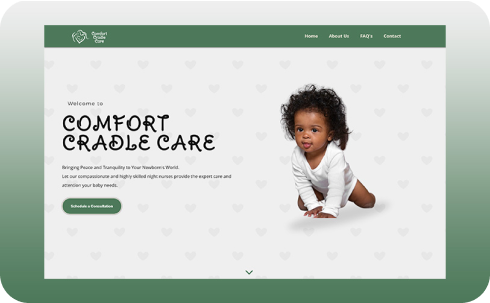 Comfort
Cradle
Care
Home About Us FAQ's Contact
Welcome to
COMFORT
CRADLE CARE
Bringing Peace and Tranquility to Your Newborn's World.
Let our compassionate and highly skilled night nurses provide the expert care and
attention your baby needs.
Schedule a Consultation